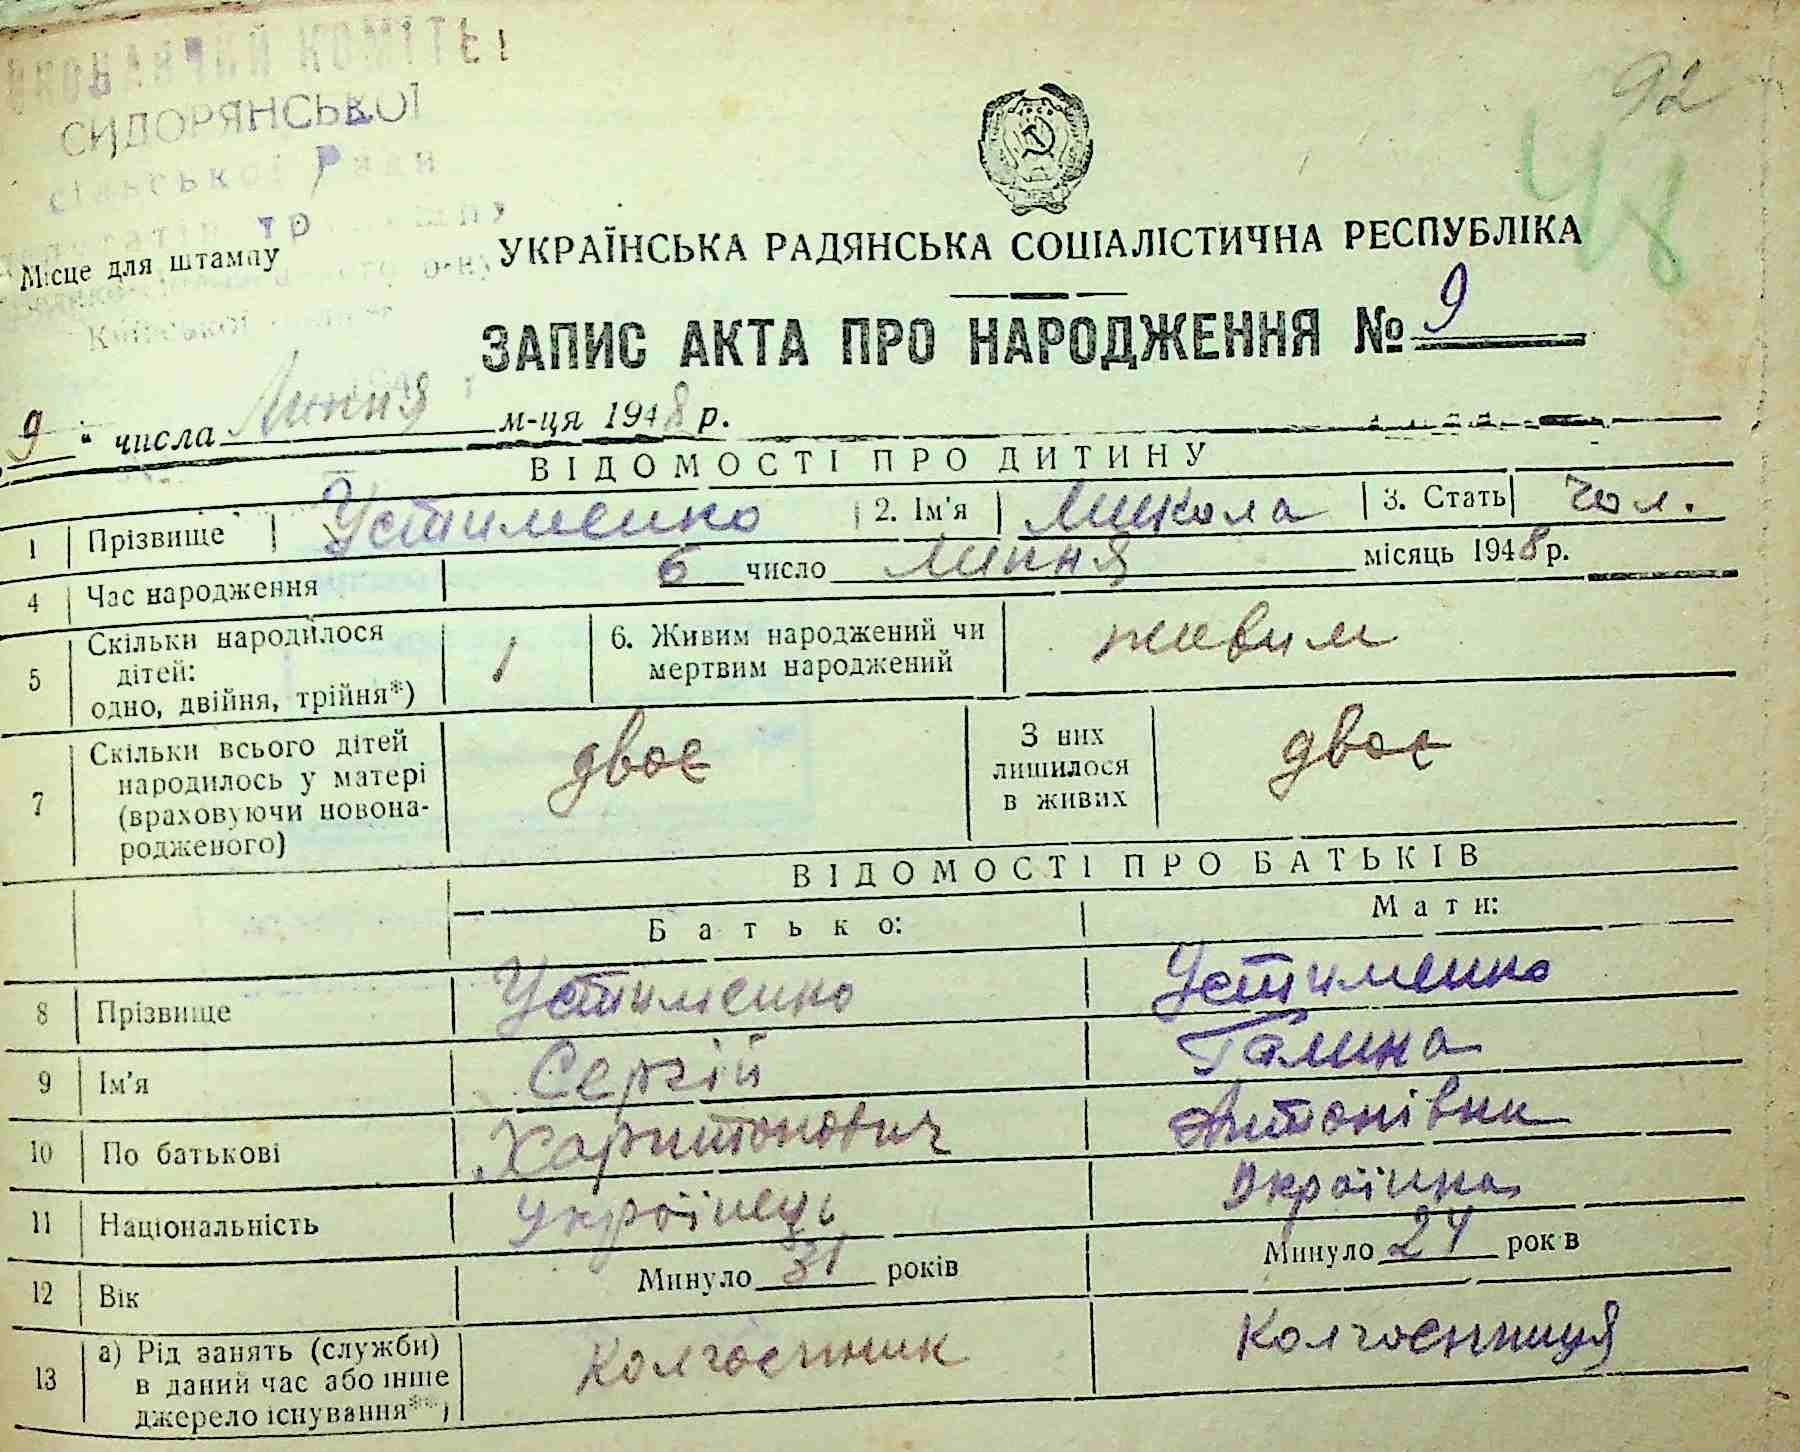 92
КОМІТЕТ
СИДОРЯНСЬКОЇ
сільської Ради
48
Місце для штампу
УКРАЇНСЬКА РАДЯНСЬКА СОЦІАЛІСТИЧНА РЕСПУБЛІКА
Київської
ЗАПИС АКТА ПРО НАРОДЖЕННЯ № 9
9 " числа Липня м-ця 1948 р.
ВІДОМОСТІ ПРО ДИТИНУ
1 Прізвище Устименко 2. Ім'я Микола 3. Стать чол.
4 Час народження 6 число липня місяць 1948 р.
5 Скільки народилося дітей: одно, двійня, трійня*) 1 6. Живим народжений чи мертвим народжений живим
7 Скільки всього дітей народилось у матері (враховуючи новонародженого) двоє З них лишилося в живих двоє
ВІДОМОСТІ ПРО БАТЬКІВ
Батько: Мати:
8 Прізвище Устименко Устименко
9 Ім'я Сергій Галина
10 По батькові Харитонович Антонівна
11 Національність українець Українка
12 Вік Минуло 31 років Минуло 24 рок в
13 а) Рід занять (служби) в даний час або інше джерело існування**) Колгоспник Колгоспниця